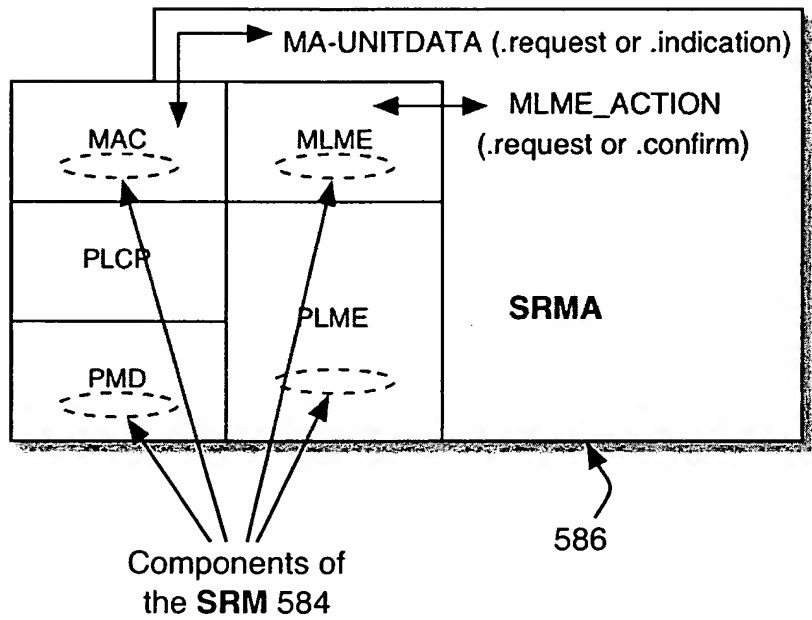 MA-UNITDATA (.request or .indication)
MAC
MLME
MLME_ACTION
(.request or .confirm)
PLCP
PLME
SRMA
PMD
586
Components of
the SRM 584